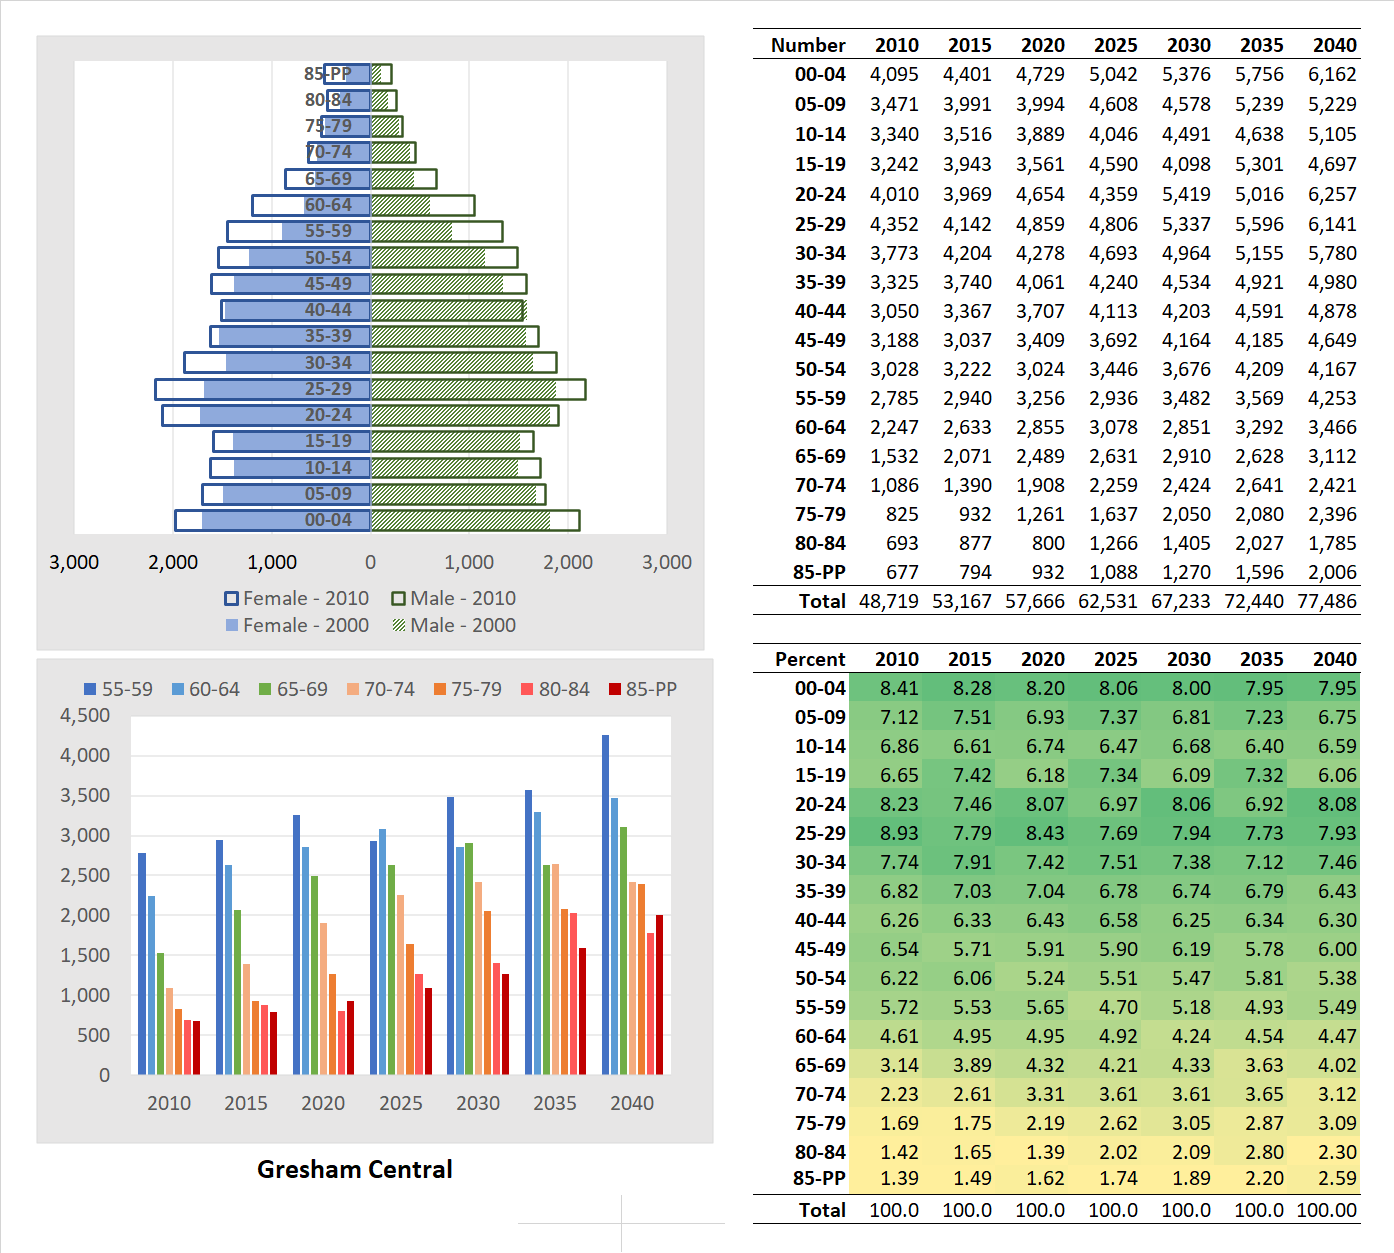 85-PP
80-84
75-79
70-74
65-69
60-64
55-59
50-54
45-49
40-44
35-39
30-34
25-29
20-24
15-19
10-14
05-09
00-04
3,000 2,000 1,000 0 1,000 2,000 3,000
Female - 2010 Male - 2010
Female - 2000 Male - 2000
55-59 60-64 65-69 70-74 75-79 80-84 85-PP
4,500
4,000
3,500
3,000
2,500
2,000
1,500
1,000
500
0
2010 2015 2020 2025 2030 2035 2040
Gresham Central
Number 2010 2015 2020 2025 2030 2035 2040
00-04 4,095 4,401 4,729 5,042 5,376 5,756 6,162
05-09 3,471 3,991 3,994 4,608 4,578 5,239 5,229
10-14 3,340 3,516 3,889 4,046 4,491 4,638 5,105
15-19 3,242 3,943 3,561 4,590 4,098 5,301 4,697
20-24 4,010 3,969 4,654 4,359 5,419 5,016 6,257
25-29 4,352 4,142 4,859 4,806 5,337 5,596 6,141
30-34 3,773 4,204 4,278 4,693 4,964 5,155 5,780
35-39 3,325 3,740 4,061 4,240 4,534 4,921 4,980
40-44 3,050 3,367 3,707 4,113 4,203 4,591 4,878
45-49 3,188 3,037 3,409 3,692 4,164 4,185 4,649
50-54 3,028 3,222 3,024 3,446 3,676 4,209 4,167
55-59 2,785 2,940 3,256 2,936 3,482 3,569 4,253
60-64 2,247 2,633 2,855 3,078 2,851 3,292 3,466
65-69 1,532 2,071 2,489 2,631 2,910 2,628 3,112
70-74 1,086 1,390 1,908 2,259 2,424 2,641 2,421
75-79 825 932 1,261 1,637 2,050 2,080 2,396
80-84 693 877 800 1,266 1,405 2,027 1,785
85-PP 677 794 932 1,088 1,270 1,596 2,006
Total 48,719 53,167 57,666 62,531 67,233 72,440 77,486
Percent 2010 2015 2020 2025 2030 2035 2040
00-04 8.41 8.28 8.20 8.06 8.00 7.95 7.95
05-09 7.12 7.51 6.93 7.37 6.81 7.23 6.75
10-14 6.86 6.61 6.74 6.47 6.68 6.40 6.59
15-19 6.65 7.42 6.18 7.34 6.09 7.32 6.06
20-24 8.23 7.46 8.07 6.97 8.06 6.92 8.08
25-29 8.93 7.79 8.43 7.69 7.94 7.73 7.93
30-34 7.74 7.91 7.42 7.51 7.38 7.12 7.46
35-39 6.82 7.03 7.04 6.78 6.74 6.79 6.43
40-44 6.26 6.33 6.43 6.58 6.25 6.34 6.30
45-49 6.54 5.71 5.91 5.90 6.19 5.78 6.00
50-54 6.22 6.06 5.24 5.51 5.47 5.81 5.38
55-59 5.72 5.53 5.65 4.70 5.18 4.93 5.49
60-64 4.61 4.95 4.95 4.92 4.24 4.54 4.47
65-69 3.14 3.89 4.32 4.21 4.33 3.63 4.02
70-74 2.23 2.61 3.31 3.61 3.61 3.65 3.12
75-79 1.69 1.75 2.19 2.62 3.05 2.87 3.09
80-84 1.42 1.65 1.39 2.02 2.09 2.80 2.30
85-PP 1.39 1.49 1.62 1.74 1.89 2.20 2.59
Total 100.0 100.0 100.0 100.0 100.0 100.0 100.00